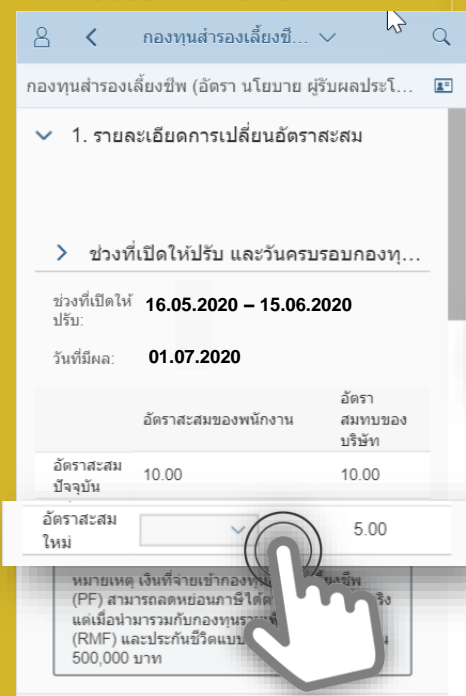 กองทุนสำรองเลี้ยงชี...
กองทุนสำรองเลี้ยงชีพ (อัตรา นโยบาย ผู้รับผลประโ...
1. รายละเอียดการเปลี่ยนอัตราสะสม
ช่วงที่เปิดให้ปรับ และวันครบรอบกองทุ...
ช่วงที่เปิดให้ปรับ: 16.05.2020 – 15.06.2020
วันที่มีผล: 01.07.2020
อัตราสะสมของพนักงาน อัตราสมทบของบริษัท
อัตราสะสมปัจจุบัน 10.00 10.00
อัตราสะสมใหม่ 5.00
หมายเหตุ เงินที่จ่ายเข้ากองทุน
(PF) สามารถลดหย่อนภาษีได้
แต่เมื่อนำมารวมกับกองทุน
(RMF) และประกันชีวิตแบบ
500,000 บาท